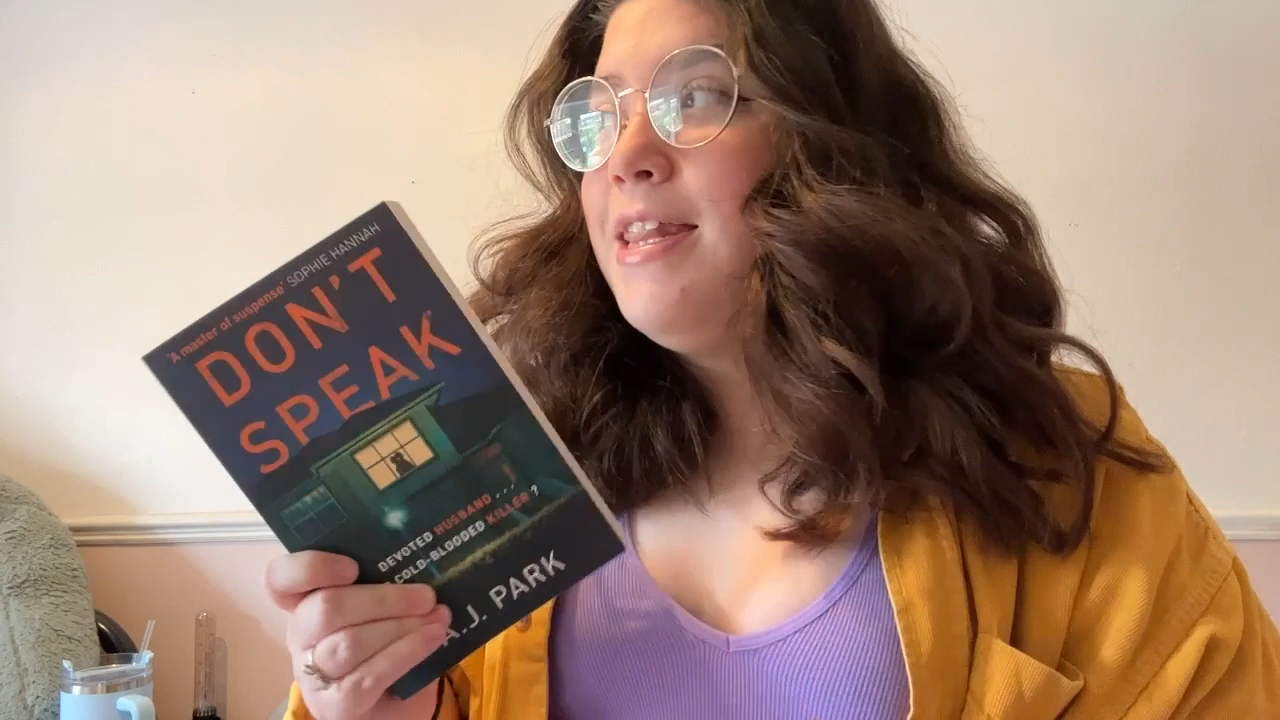 'A master of suspense' SOPHIE HANNAH
DON'T
SPEAK
DEVOTED HUSBAND...
COLD-BLOODED KILLER?
A.J. PARK